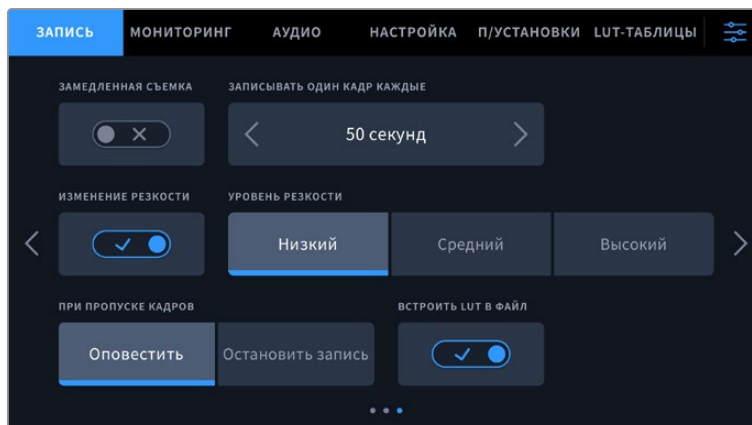 ЗАПИСЬ МОНИТОРИНГ АУДИО НАСТРОЙКА П/УСТАНОВКИ LUT-ТАБЛИЦЫ
ЗАМЕДЛЕННАЯ СЪЕМКА ЗАПИСЫВАТЬ ОДИН КАДР КАЖДЫЕ
50 секунд
ИЗМЕНЕНИЕ РЕЗКОСТИ УРОВЕНЬ РЕЗКОСТИ
Низкий Средний Высокий
ПРИ ПРОПУСКЕ КАДРОВ ВСТРОИТЬ LUT В ФАЙЛ
Оповестить Остановить запись